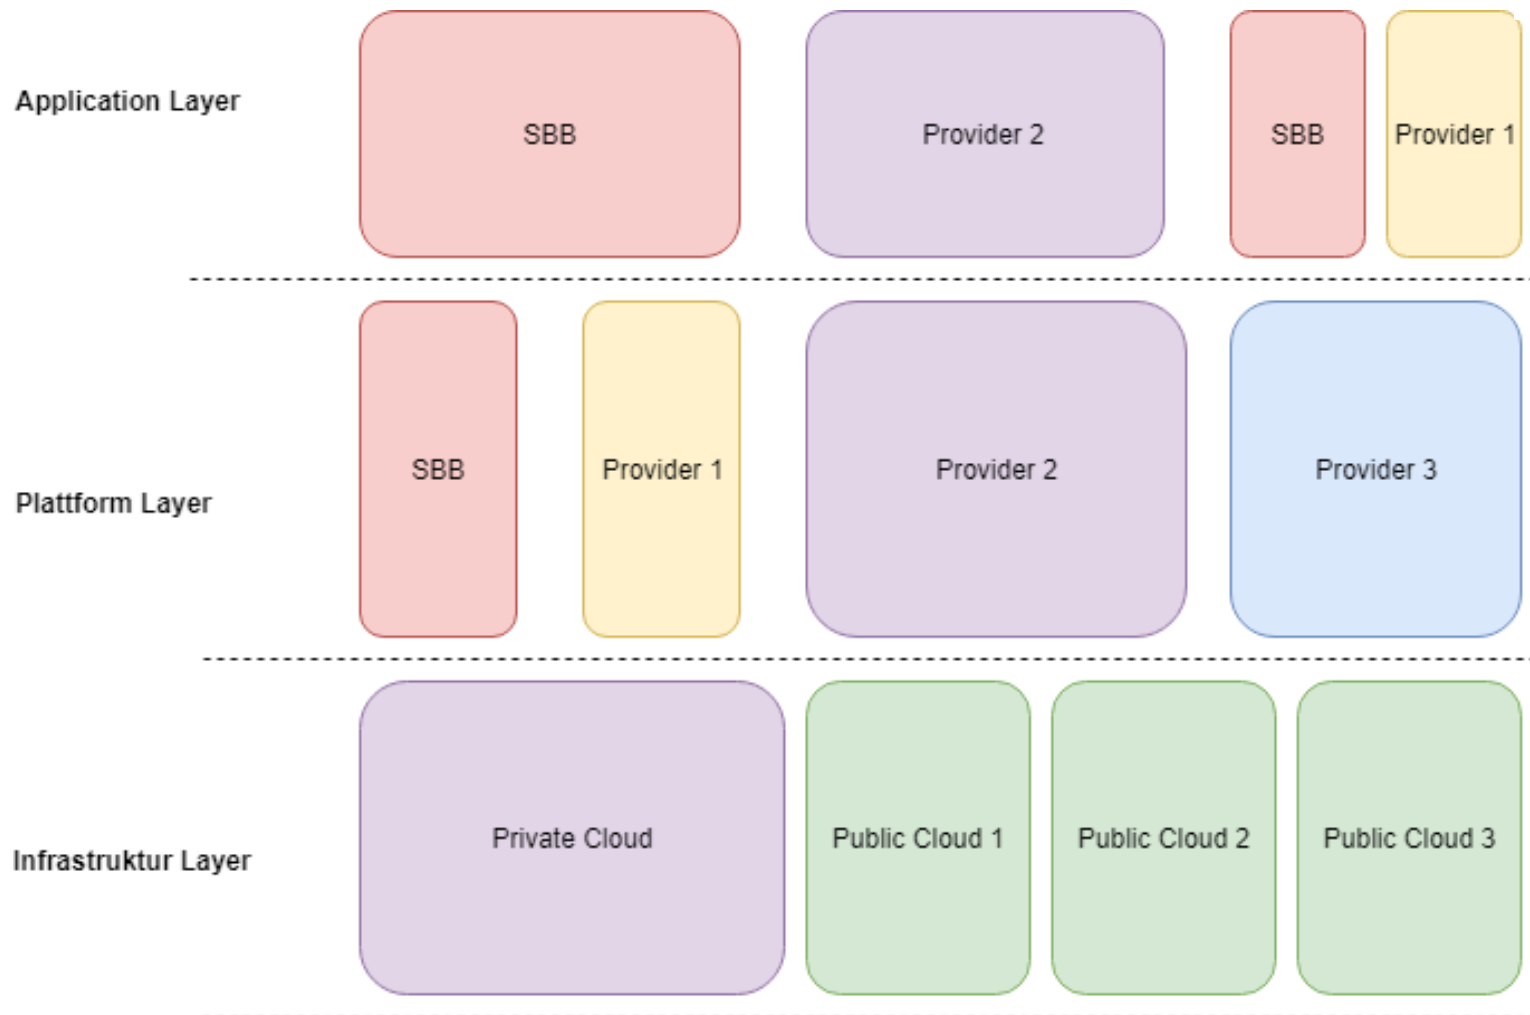 Application Layer
SBB
Provider 2
SBB
Provider 1
Plattform Layer
SBB
Provider 1
Provider 2
Provider 3
Infrastruktur Layer
Private Cloud
Public Cloud 1
Public Cloud 2
Public Cloud 3